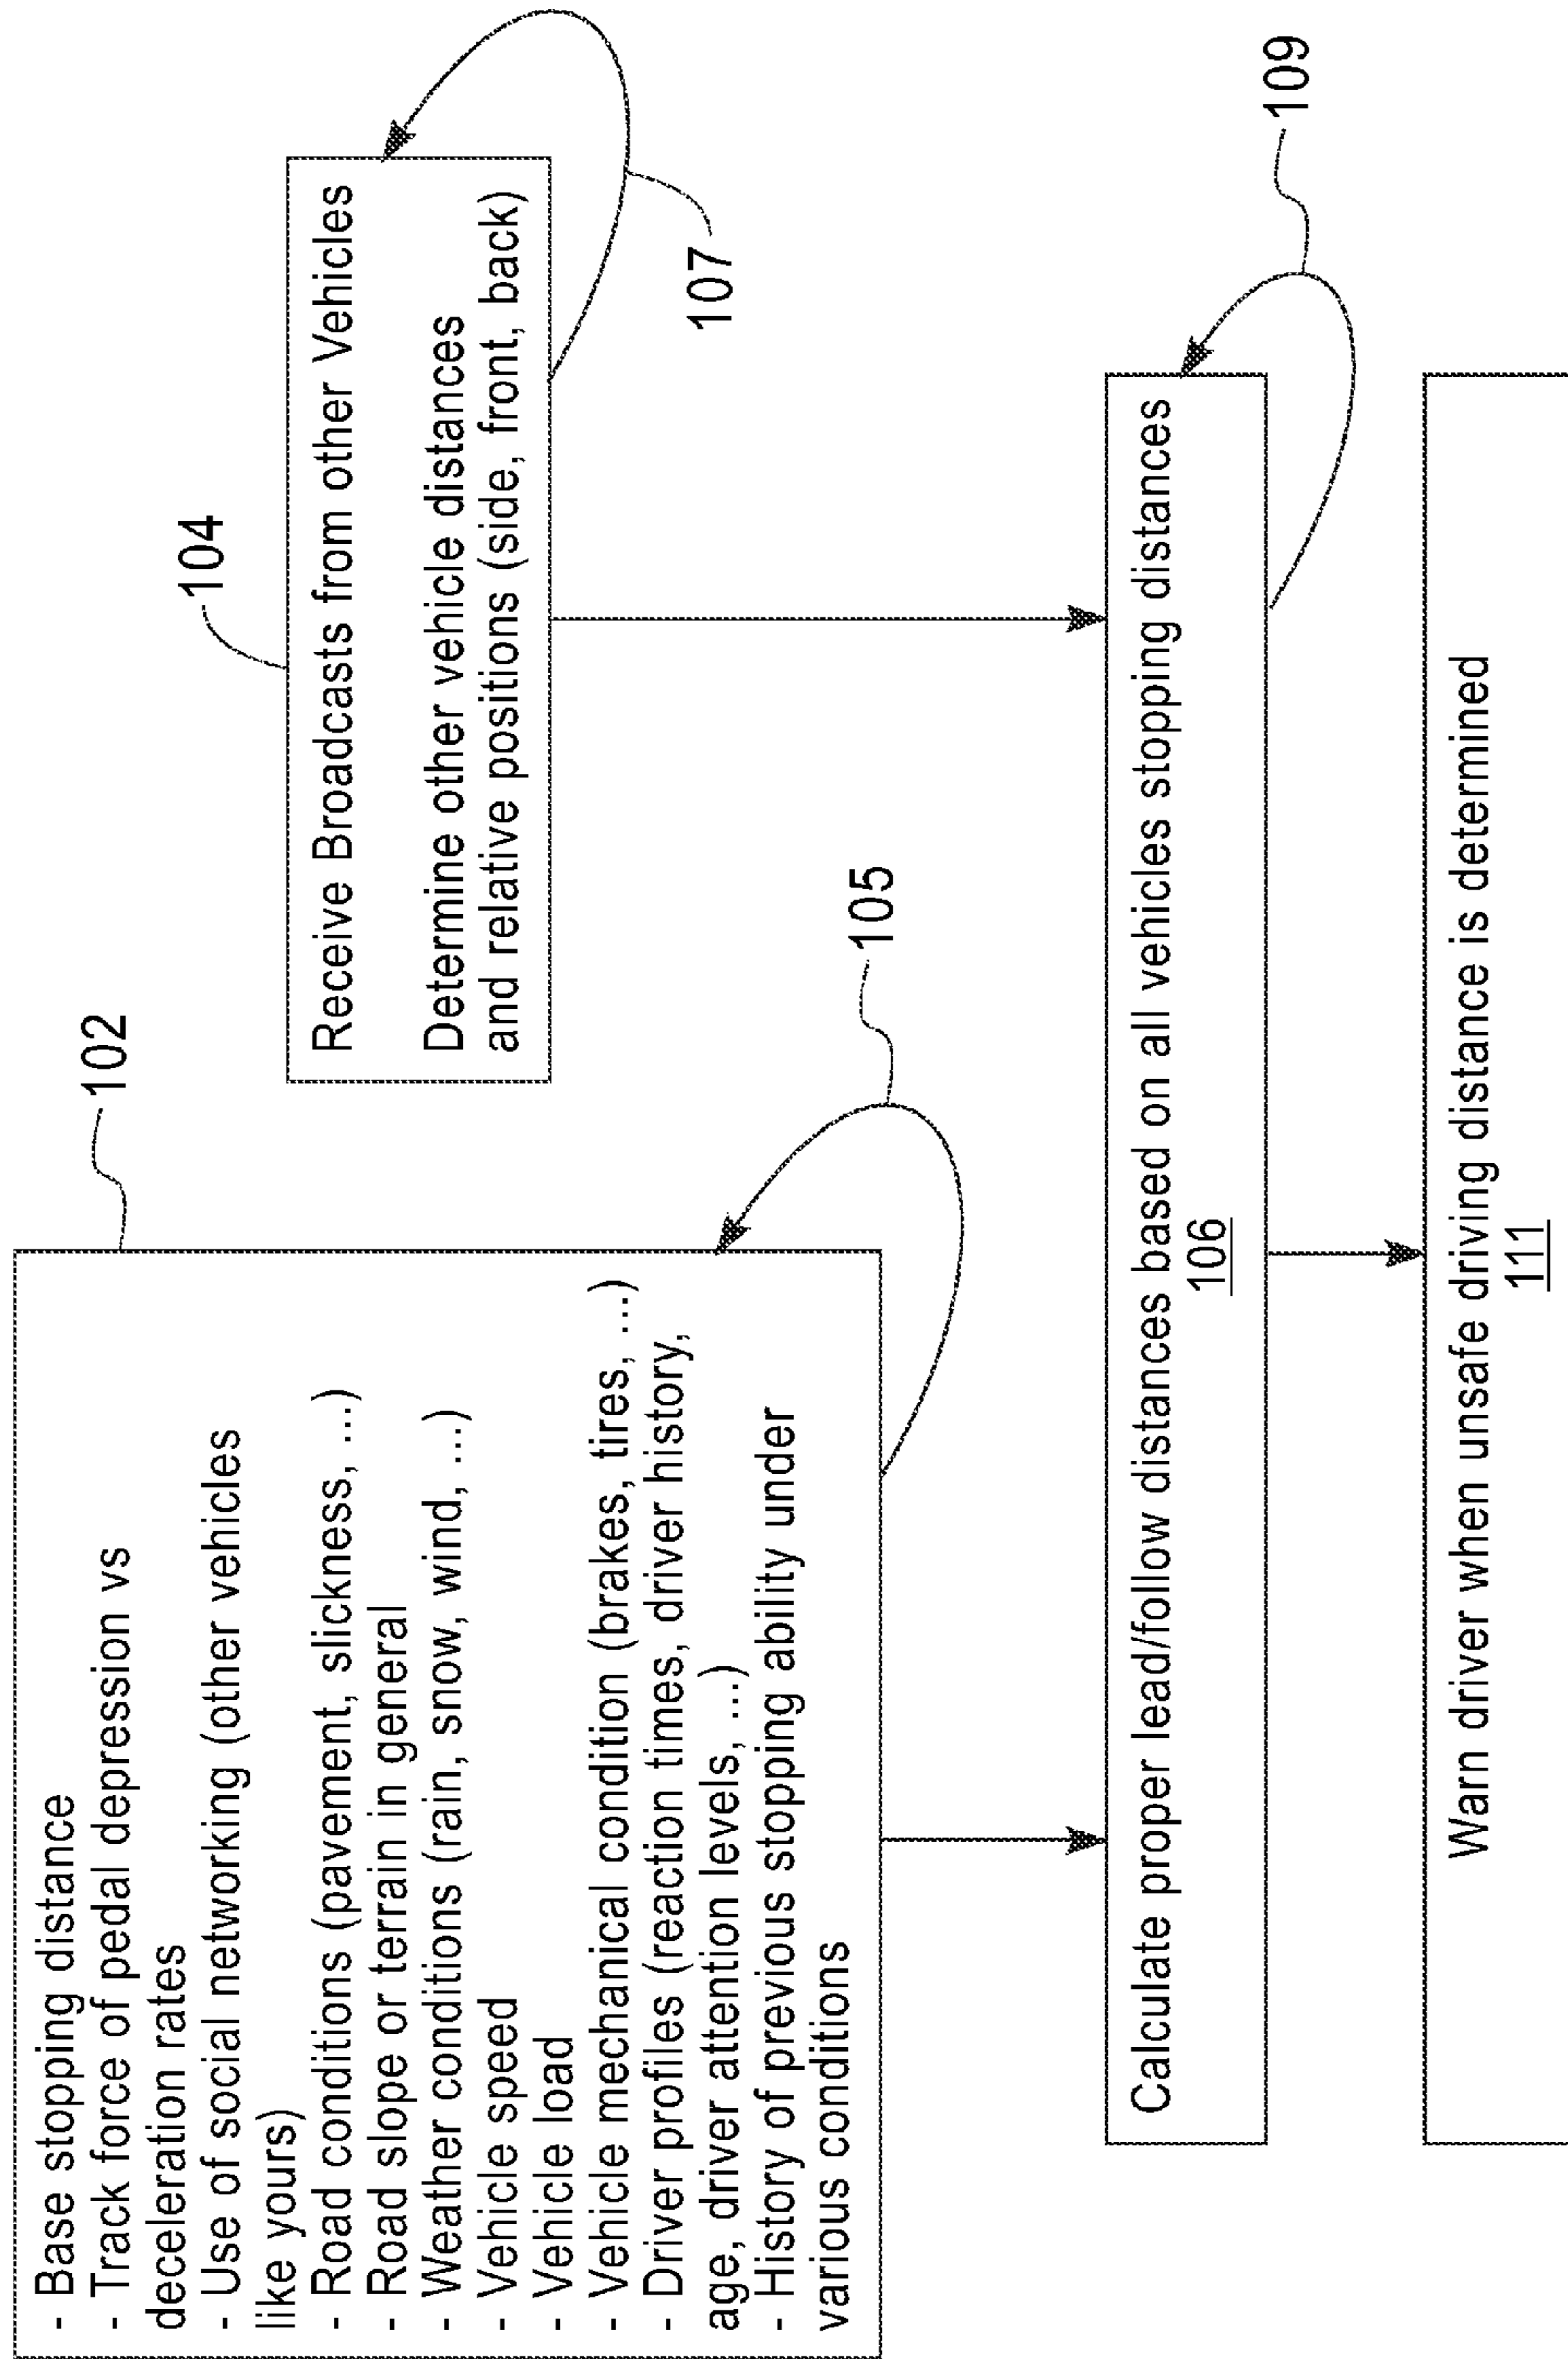 - Base stopping distance
- Track force of pedal depression vs
deceleration rates
- Use of social networking (other vehicles
like yours)
- Road conditions (pavement, slickness, ...)
- Road slope or terrain in general
- Weather conditions (rain, snow, wind, ...)
- Vehicle speed
- Vehicle load
- Vehicle mechanical condition (brakes, tires, ...)
- Driver profiles (reaction times, driver history,
age, driver attention levels, ...)
- History of previous stopping ability under
various conditions
102
105
104
Receive Broadcasts from other Vehicles
Determine other vehicle distances
and relative positions (side, front, back)
107
Calculate proper lead/follow distances based on all vehicles stopping distances
106
109
Warn driver when unsafe driving distance is determined
111